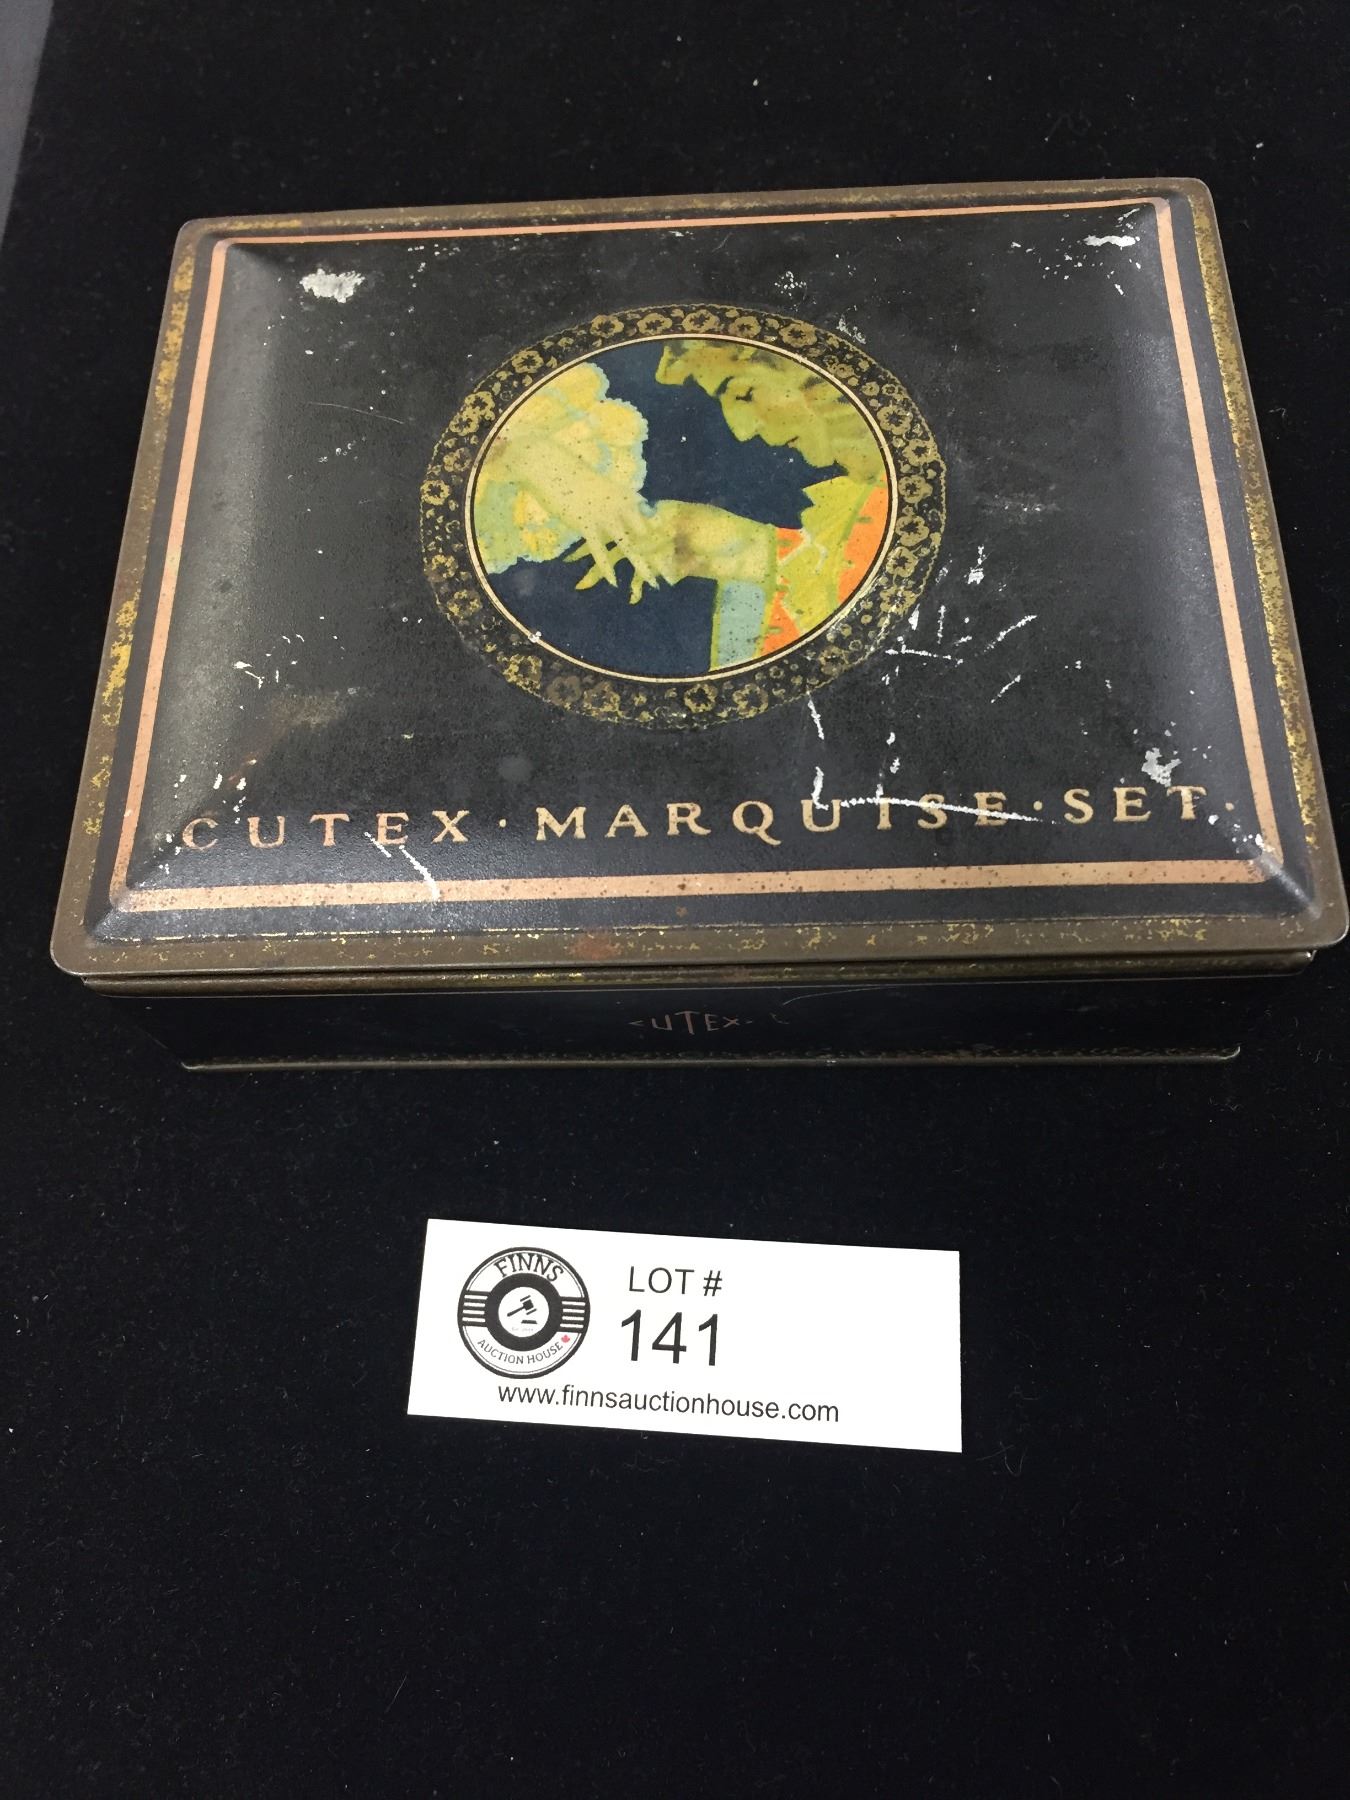 CUTEX · MARQUISE · SET ·
CUTEX
FINNS
AUCTION HOUSE
LOT #
141
www.finnsauctionhouse.com